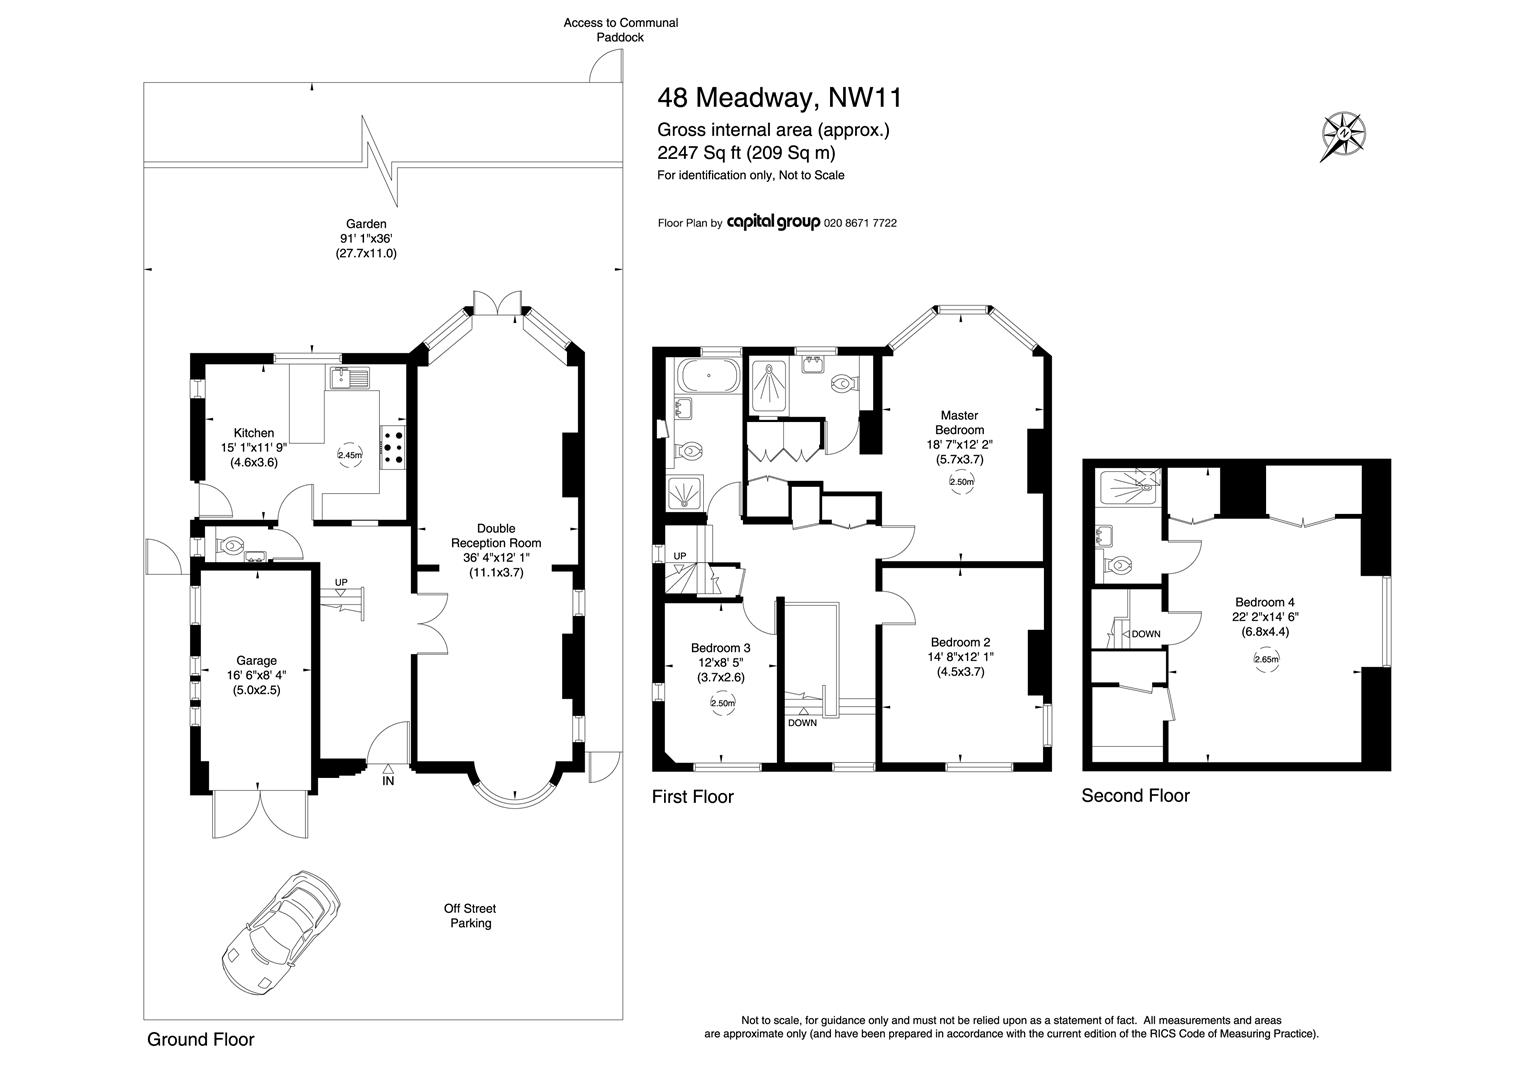 Access to Communal
Paddock
48 Meadway, NW11
Gross internal area (approx.)
2247 Sq ft (209 Sq m)
For identification only, Not to Scale
Floor Plan by capital group 020 8671 7722
N
Garden
91' 1"x36'
(27.7x11.0)
Kitchen
15' 1"x11' 9"
(4.6x3.6)
2.45m
Double
Reception Room
36' 4"x12' 1"
(11.1x3.7)
UP
Garage
16' 6"x8' 4"
(5.0x2.5)
IN
Off Street
Parking
Ground Floor
Master
Bedroom
18' 7"x12' 2"
(5.7x3.7)
2.50m
UP
Bedroom 3
12'x8' 5"
(3.7x2.6)
2.50m
DOWN
Bedroom 2
14' 8"x12' 1"
(4.5x3.7)
First Floor
Bedroom 4
22' 2"x14' 6"
(6.8x4.4)
2.65m
DOWN
Second Floor
Not to scale, for guidance only and must not be relied upon as a statement of fact. All measurements and areas
are approximate only (and have been prepared in accordance with the current edition of the RICS Code of Measuring Practice).